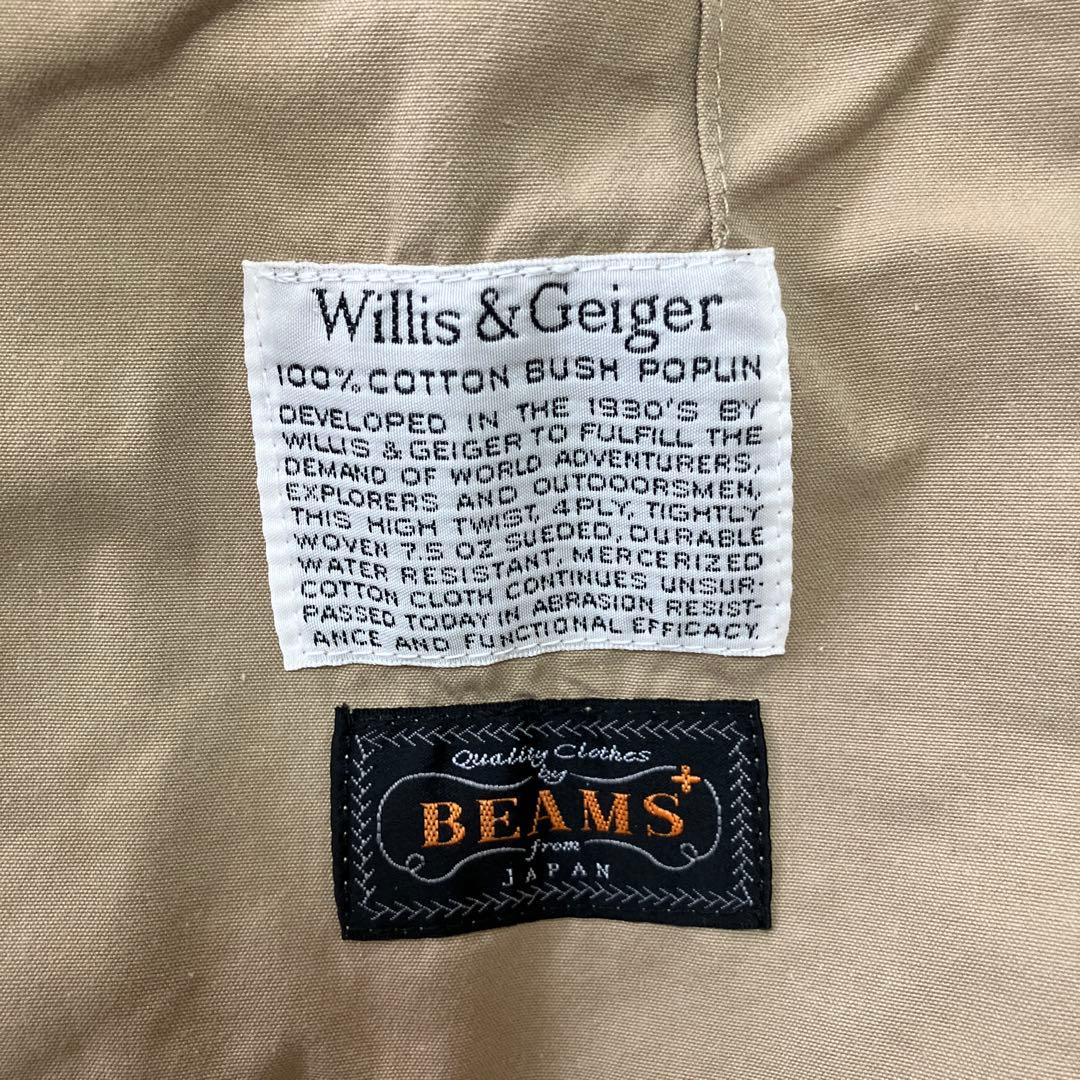 Willis & Geiger
100% COTTON BUSH POPLIN
DEVELOPED IN THE 1930'S BY
WILLIS & GEIGER TO FULFILL THE
DEMAND OF WORLD ADVENTURERS,
EXPLORERS AND OUTDOORSMEN,
THIS HIGH TWIST, 4PLY, TIGHTLY
WOVEN 7.5 OZ SUEDED, DURABLE
WATER RESISTANT, MERCERIZED
COTTON CLOTH CONTINUES UNSUR-
PASSED TODAY IN ABRASION RESIST-
ANCE AND FUNCTIONAL EFFICACY.
Quality Clothes
by
BEAMS+
from
JAPAN